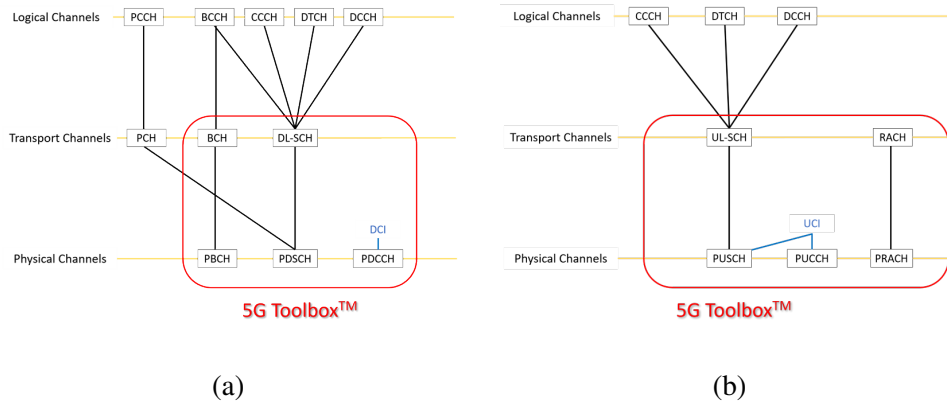 Logical Channels PCCH BCCH CCCH DTCH DCCH
Transport Channels PCH BCH DL-SCH
DCI
Physical Channels PBCH PDSCH PDCCH
5G Toolbox™
(a)
Logical Channels CCCH DTCH DCCH
Transport Channels UL-SCH RACH
UCI
Physical Channels PUSCH PUCCH PRACH
5G Toolbox™
(b)